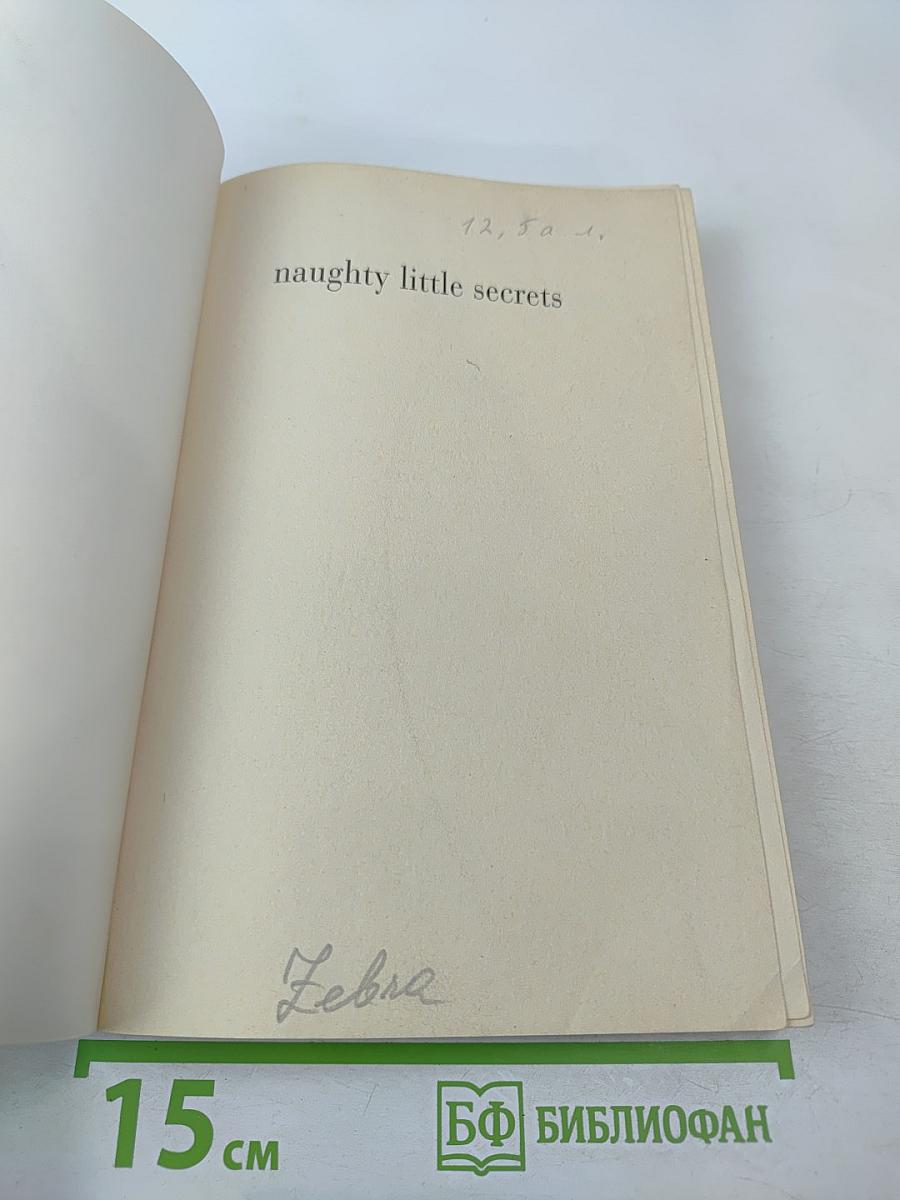 12,5 а л.
naughty little secrets
Zebra
15 см
БФ БИБЛИОФАН